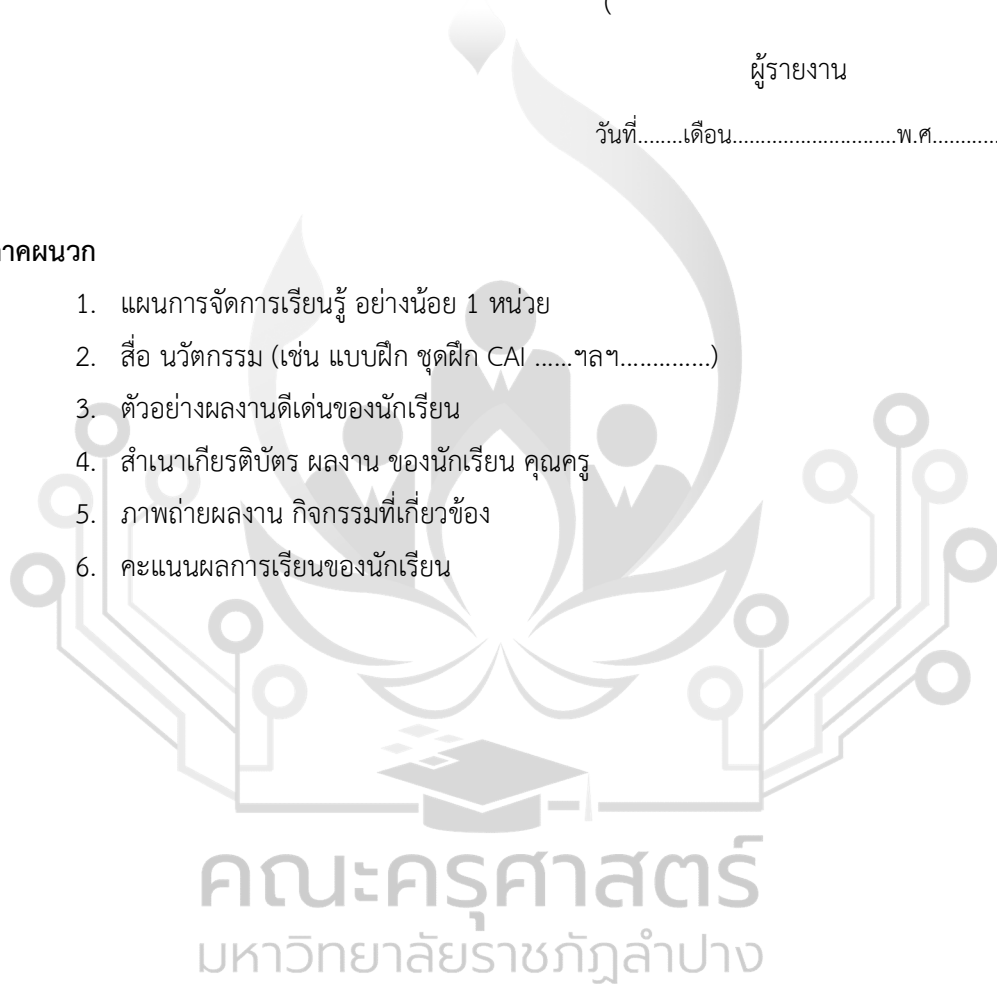 (
ผู้รายงาน
วันที่........เดือน.............................พ.ศ............
าคผนวก
1. แผนการจัดการเรียนรู้ อย่างน้อย 1 หน่วย
2. สื่อ นวัตกรรม (เช่น แบบฝึก ชุดฝึก CAI ......ฯลฯ..............)
3. ตัวอย่างผลงานดีเด่นของนักเรียน
4. สำเนาเกียรติบัตร ผลงาน ของนักเรียน คุณครู
5. ภาพถ่ายผลงาน กิจกรรมที่เกี่ยวข้อง
6. คะแนนผลการเรียนของนักเรียน
คณะครุศาสตร์
มหาวิทยาลัยราชภัฏลำปาง